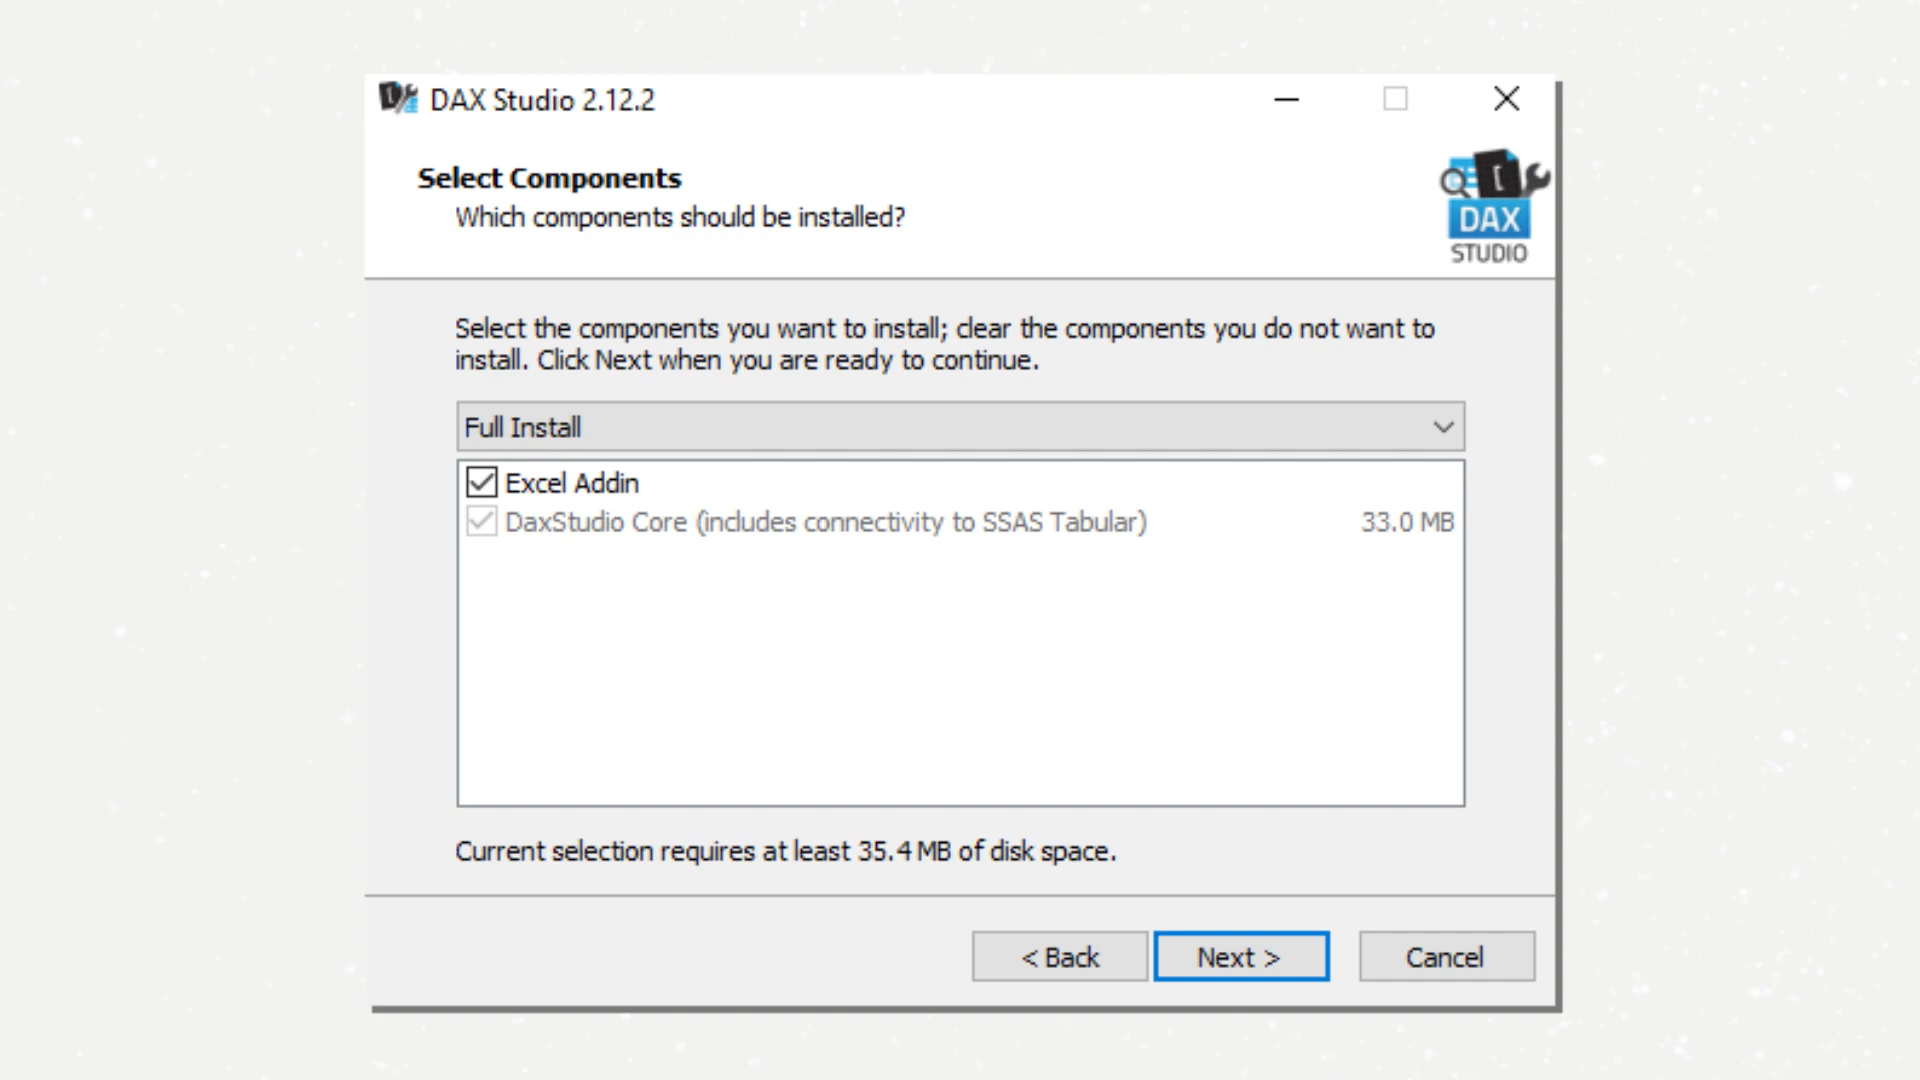 DAX Studio 2.12.2
Select Components
Which components should be installed?
DAX
STUDIO
Select the components you want to install; clear the components you do not want to
install. Click Next when you are ready to continue.
Full Install
Excel Addin
DaxStudio Core (includes connectivity to SSAS Tabular) 33.0 MB
Current selection requires at least 35.4 MB of disk space.
< Back Next > Cancel